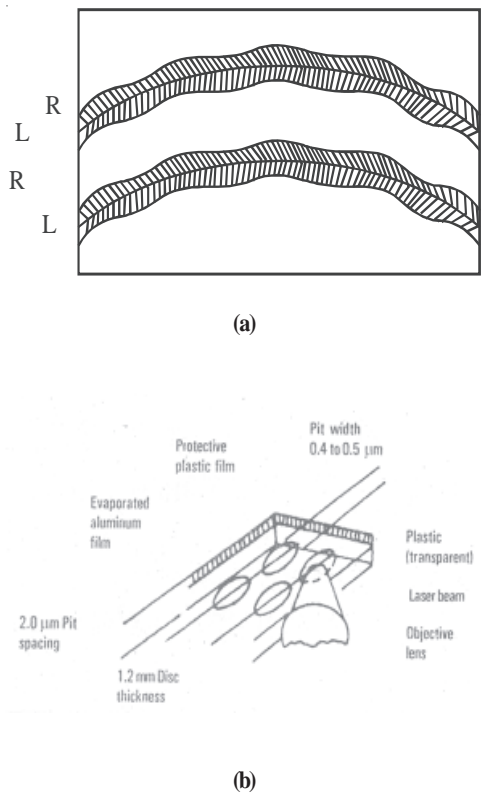 R
L
R
L
(a)
Pit width
0.4 to 0.5 μm
Protective
plastic film
Evaporated
aluminum
film
Plastic
(transparent)
Laser beam
2.0 μm Pit
spacing
Objective
lens
1.2 mm Disc
thickness
(b)